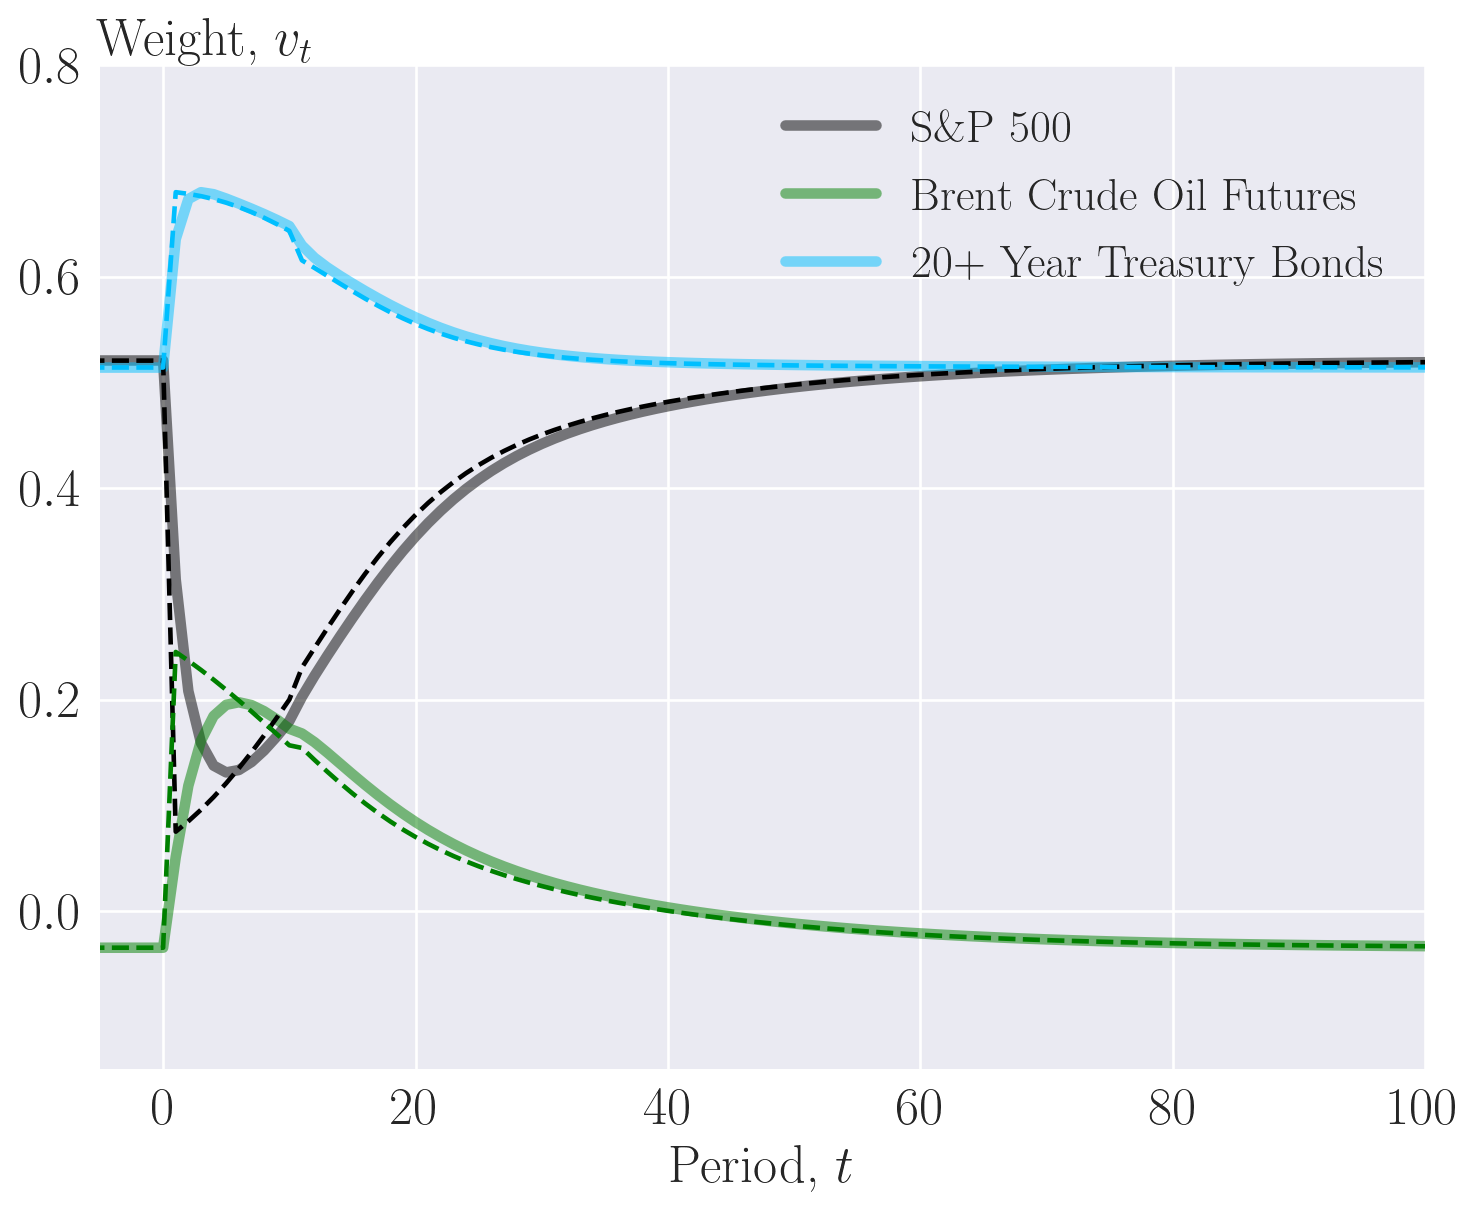 Weight, v_t
0.8
0.6
0.4
0.2
0.0
S&P 500
Brent Crude Oil Futures
20+ Year Treasury Bonds
0 20 40 60 80 100
Period, t